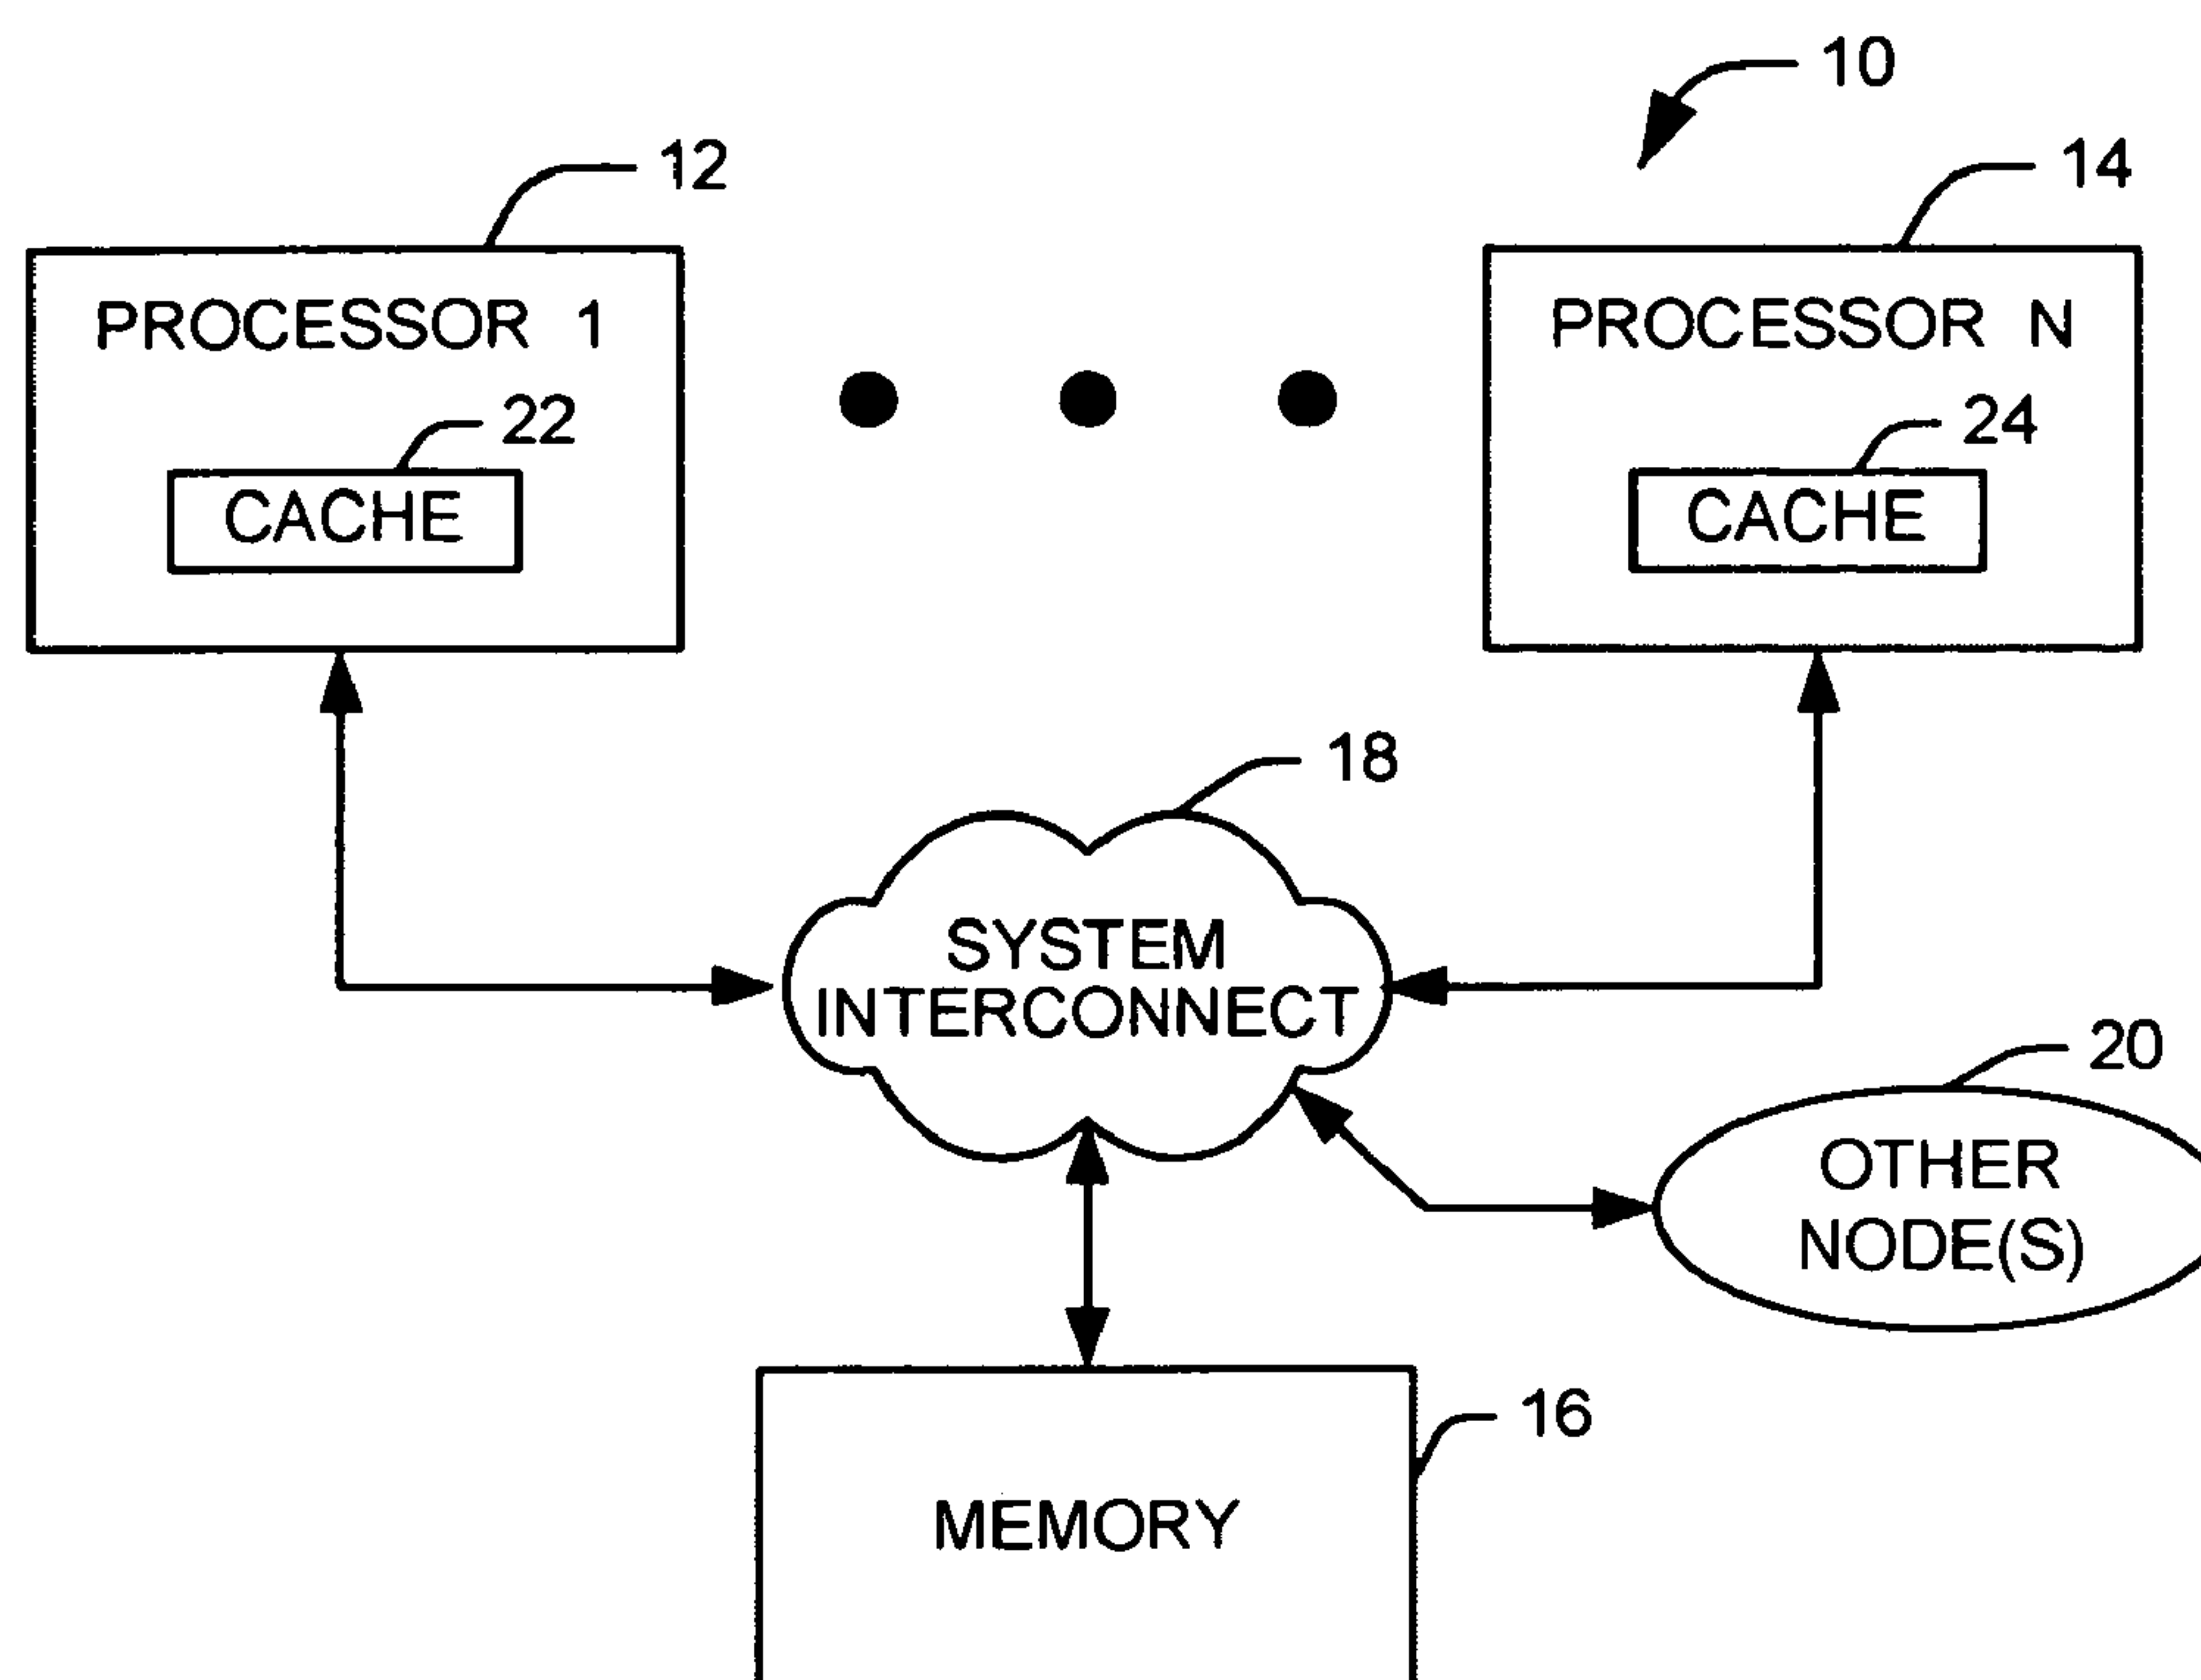 10
12
14
PROCESSOR 1
PROCESSOR N
22
24
CACHE
CACHE
18
SYSTEM
INTERCONNECT
20
OTHER
NODE(S)
16
MEMORY